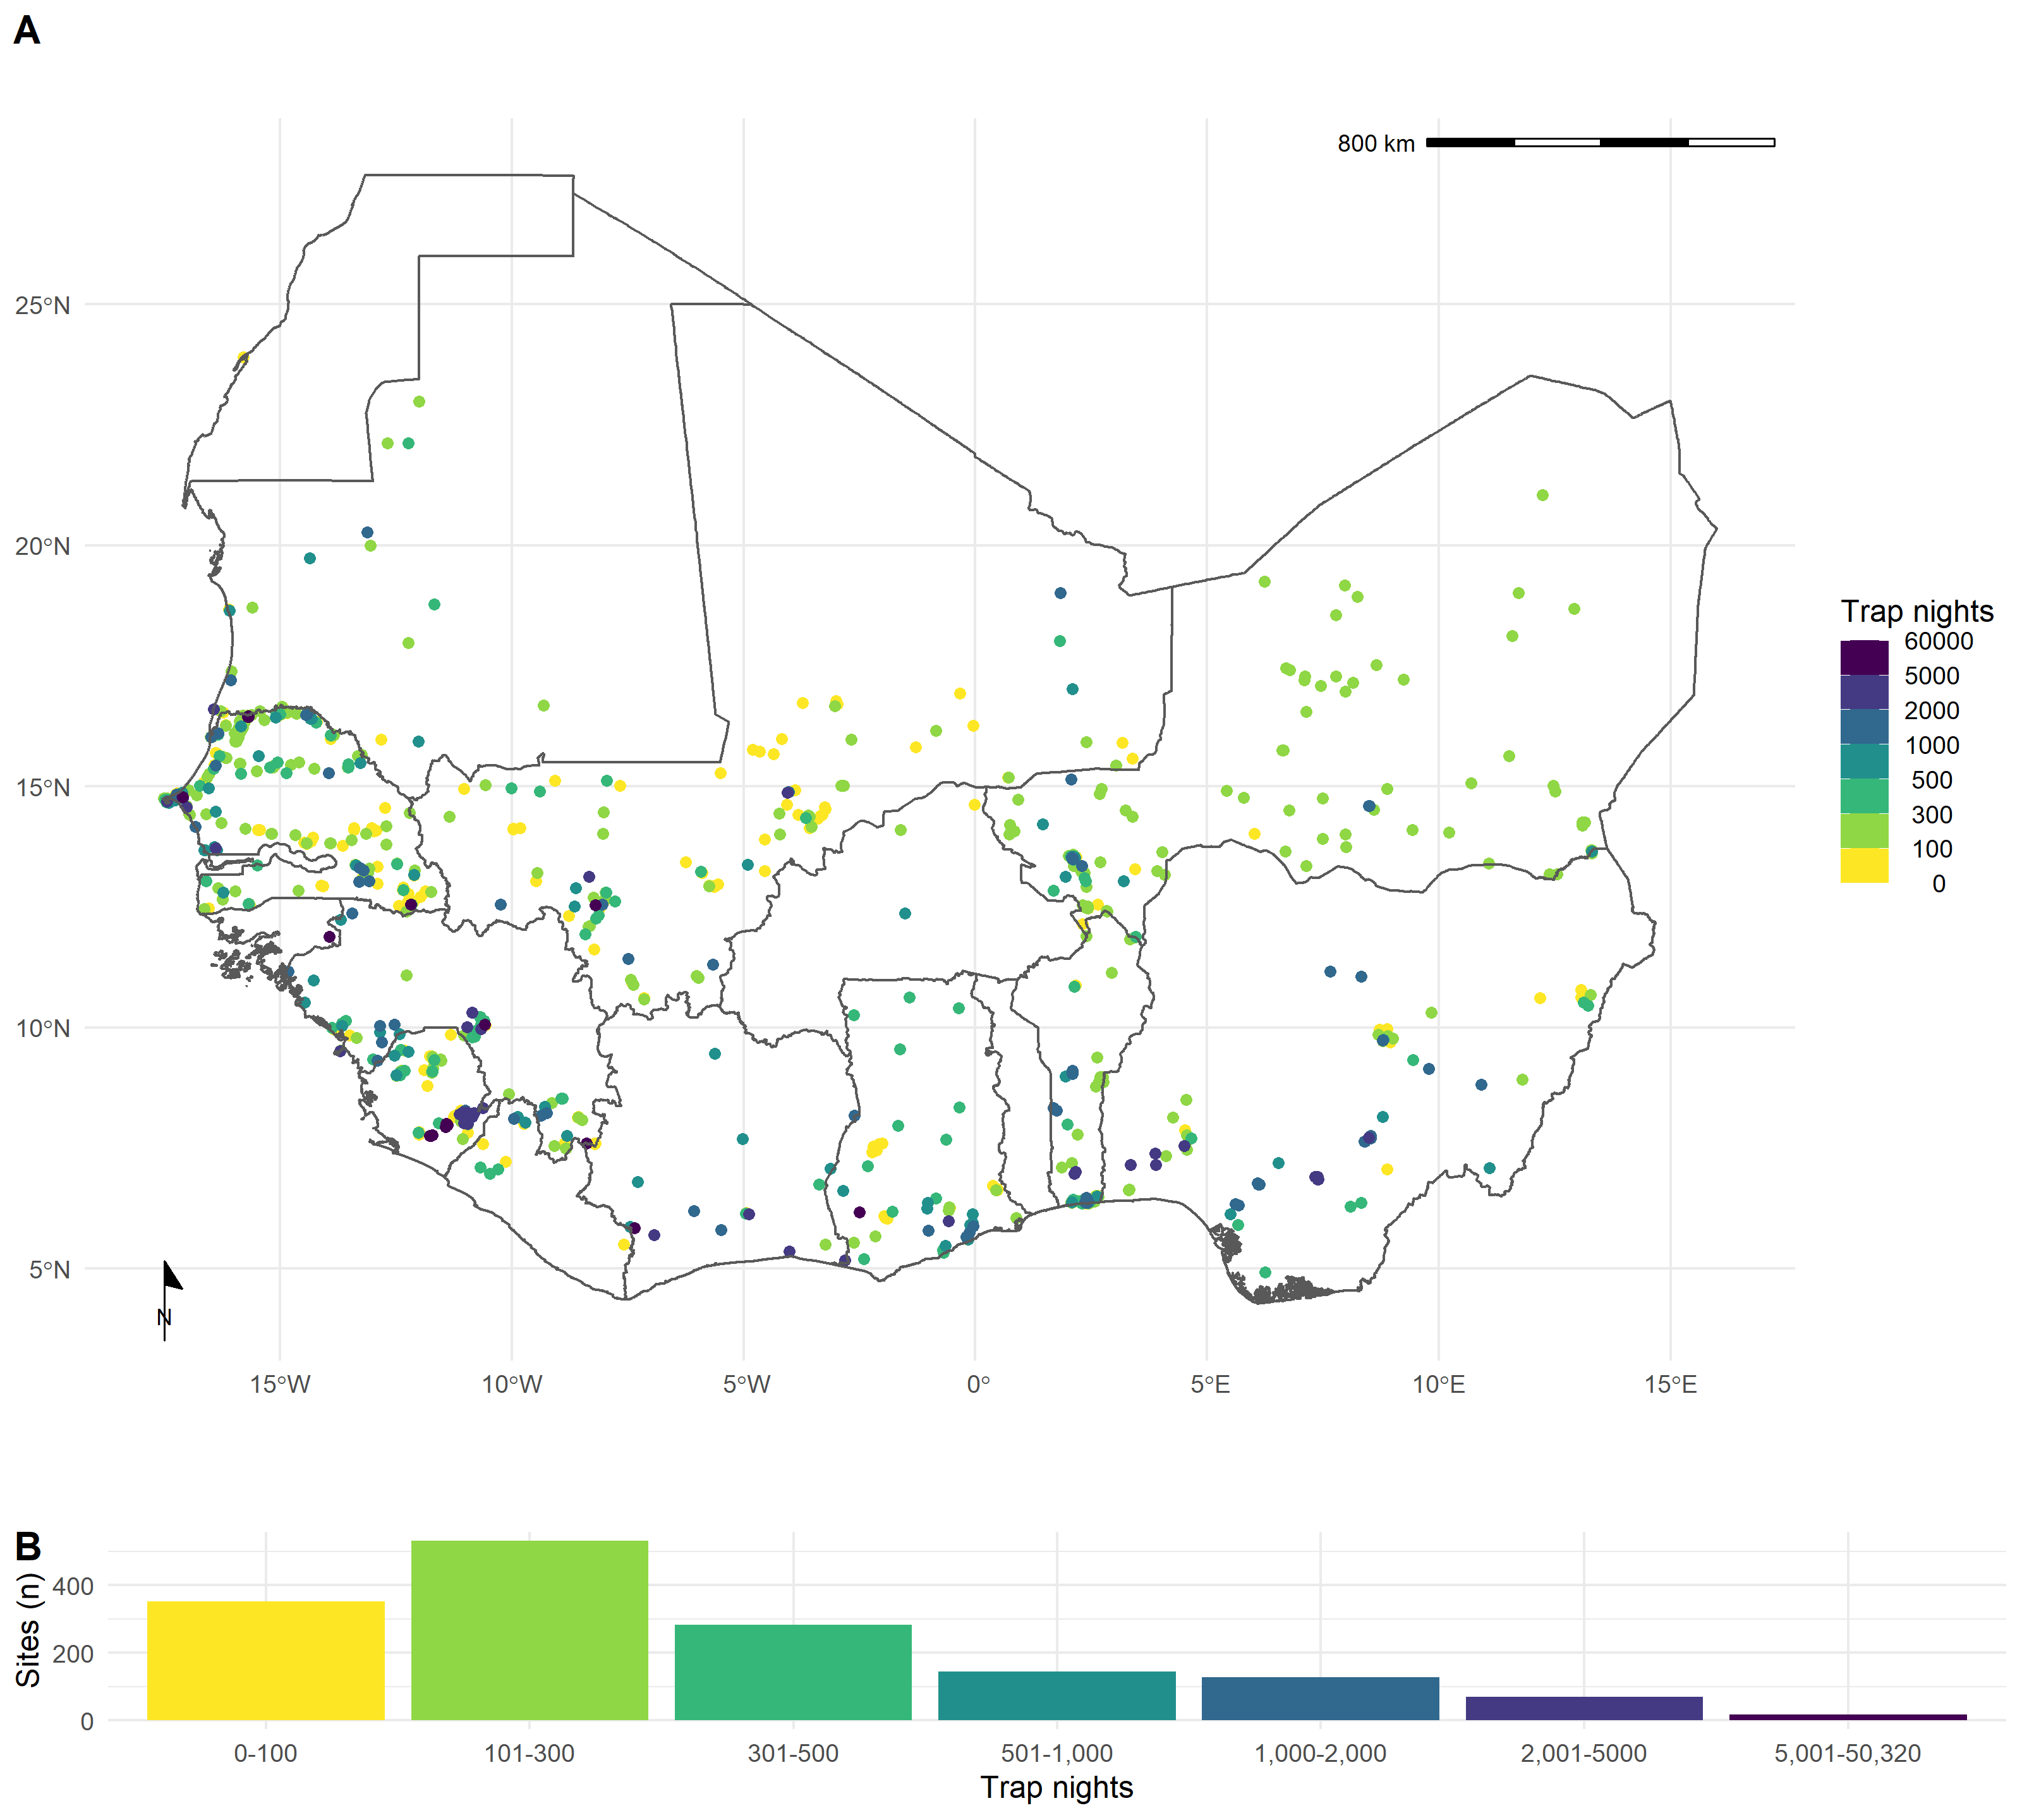 A
800 km
25°N
20°N
15°N
10°N
5°N
N
15°W
10°W
5°W
0°
5°E
10°E
15°E
Trap nights
60000
5000
2000
1000
500
300
100
0
B
Sites (n)
400
200
0
0-100
101-300
301-500
501-1,000
1,000-2,000
2,001-5000
5,001-50,320
Trap nights